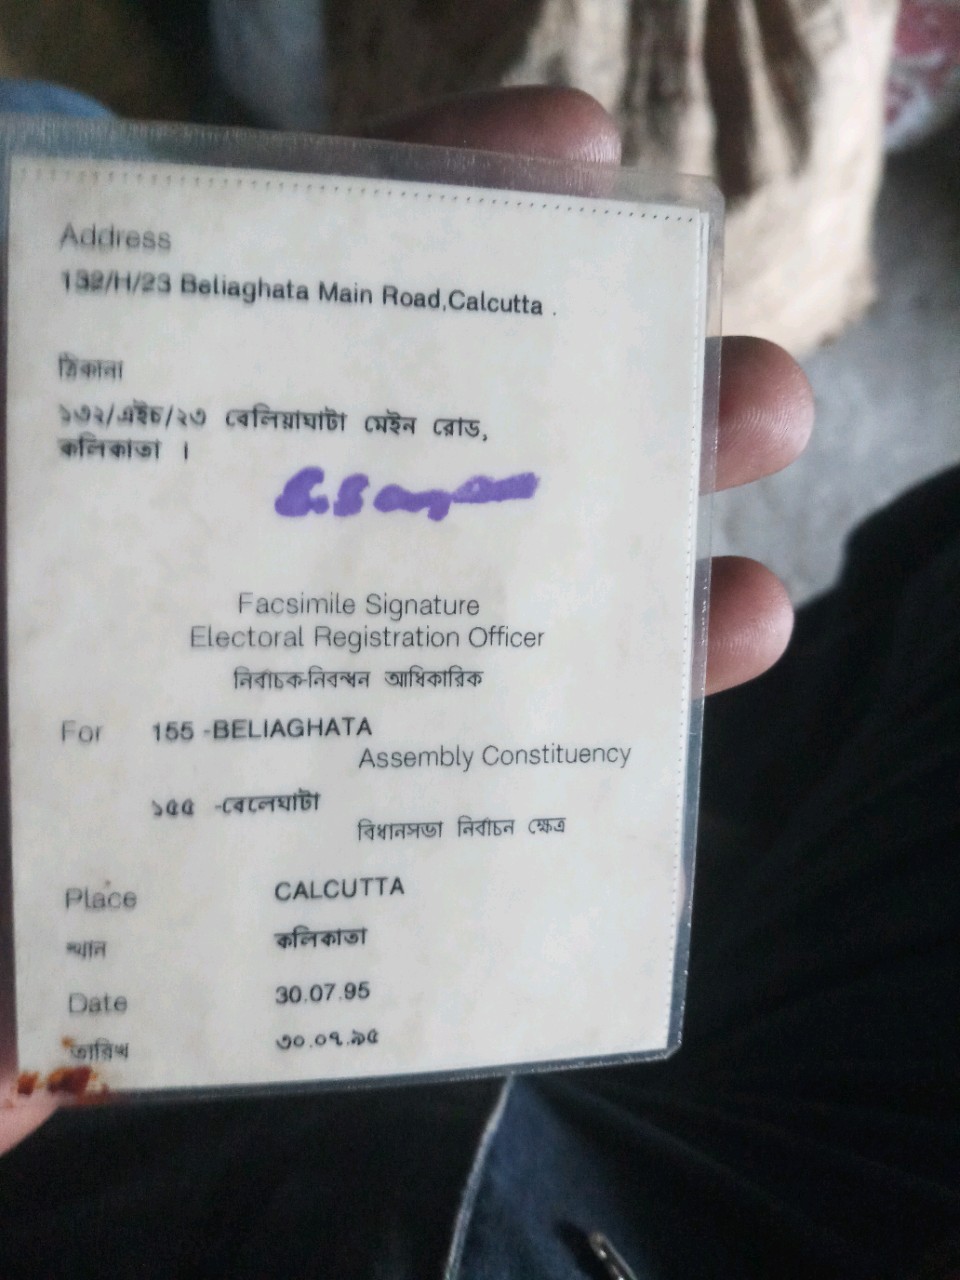 Address
132/H/23 Beliaghata Main Road,Calcutta .
ঠিকানা
১৩২/এইচ/২৩ বেলিয়াঘাটা মেইন রোড,
কলিকাতা ।
Facsimile Signature
Electoral Registration Officer
নির্বাচক-নিবন্ধন আধিকারিক
For 155 -BELIAGHATA
Assembly Constituency
১৫৫ -বেলেঘাটা
বিধানসভা নির্বাচন ক্ষেত্র
Place CALCUTTA
স্থান কলিকাতা
Date 30.07.95
তারিখ ৩০.০৭.৯৫